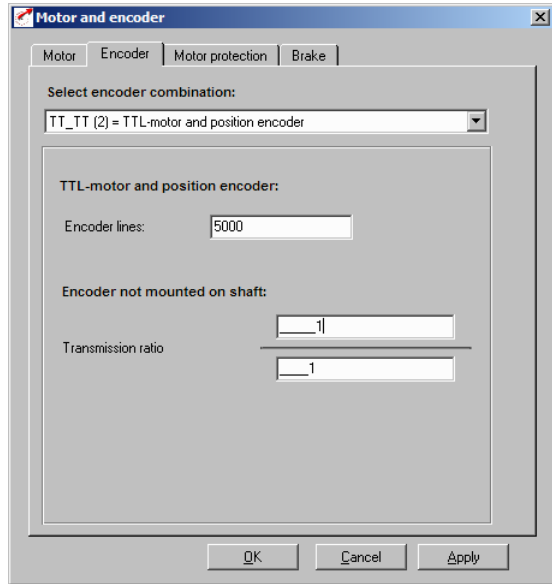 Motor and encoder
Motor Encoder Motor protection Brake
Select encoder combination:
TT_TT (2) = TTL-motor and position encoder
TTL-motor and position encoder:
Encoder lines: 5000
Encoder not mounted on shaft:
____1
Transmission ratio
____1
OK Cancel Apply